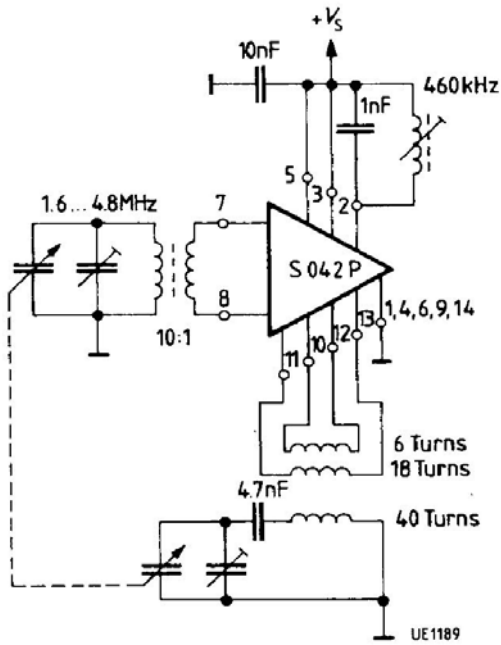 +VS
10nF
460kHz
1nF
5
3
2
1.6 ... 4.8MHz
7
S 042 P
8
10:1
1,4,6,9,14
13
12
10
11
6 Turns
18 Turns
4.7nF
40 Turns
UE1189